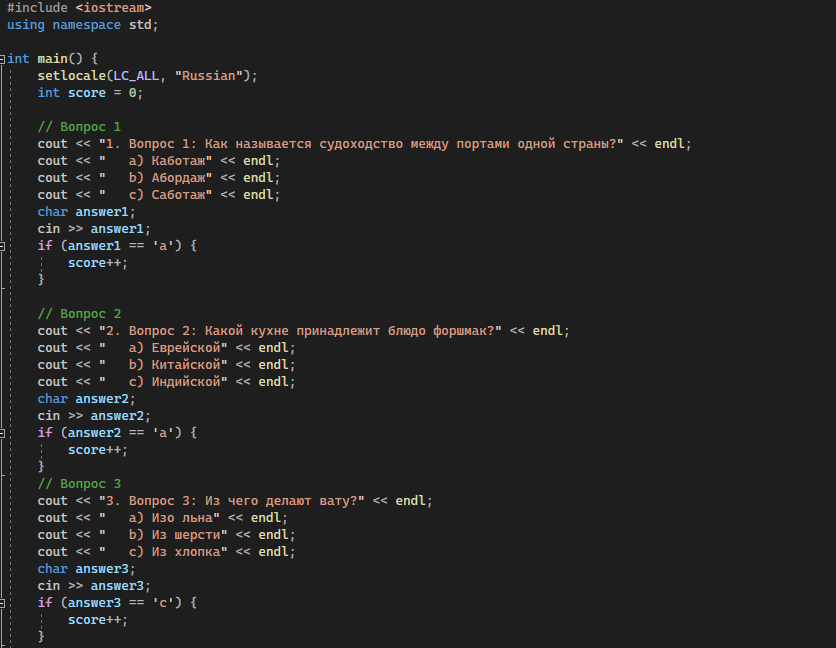 #include <iostream>
using namespace std;
int main() {
setlocale(LC_ALL, "Russian");
int score = 0;
// Вопрос 1
cout << "1. Вопрос 1: Как называется судоходство между портами одной страны?" << endl;
cout << "   a) Каботаж" << endl;
cout << "   b) Абордаж" << endl;
cout << "   c) Саботаж" << endl;
char answer1;
cin >> answer1;
if (answer1 == 'a') {
score++;
}
// Вопрос 2
cout << "2. Вопрос 2: Какой кухне принадлежит блюдо форшмак?" << endl;
cout << "   a) Еврейской" << endl;
cout << "   b) Китайской" << endl;
cout << "   c) Индийской" << endl;
char answer2;
cin >> answer2;
if (answer2 == 'a') {
score++;
}
// Вопрос 3
cout << "3. Вопрос 3: Из чего делают вату?" << endl;
cout << "   a) Изо льна" << endl;
cout << "   b) Из шерсти" << endl;
cout << "   c) Из хлопка" << endl;
char answer3;
cin >> answer3;
if (answer3 == 'c') {
score++;
}